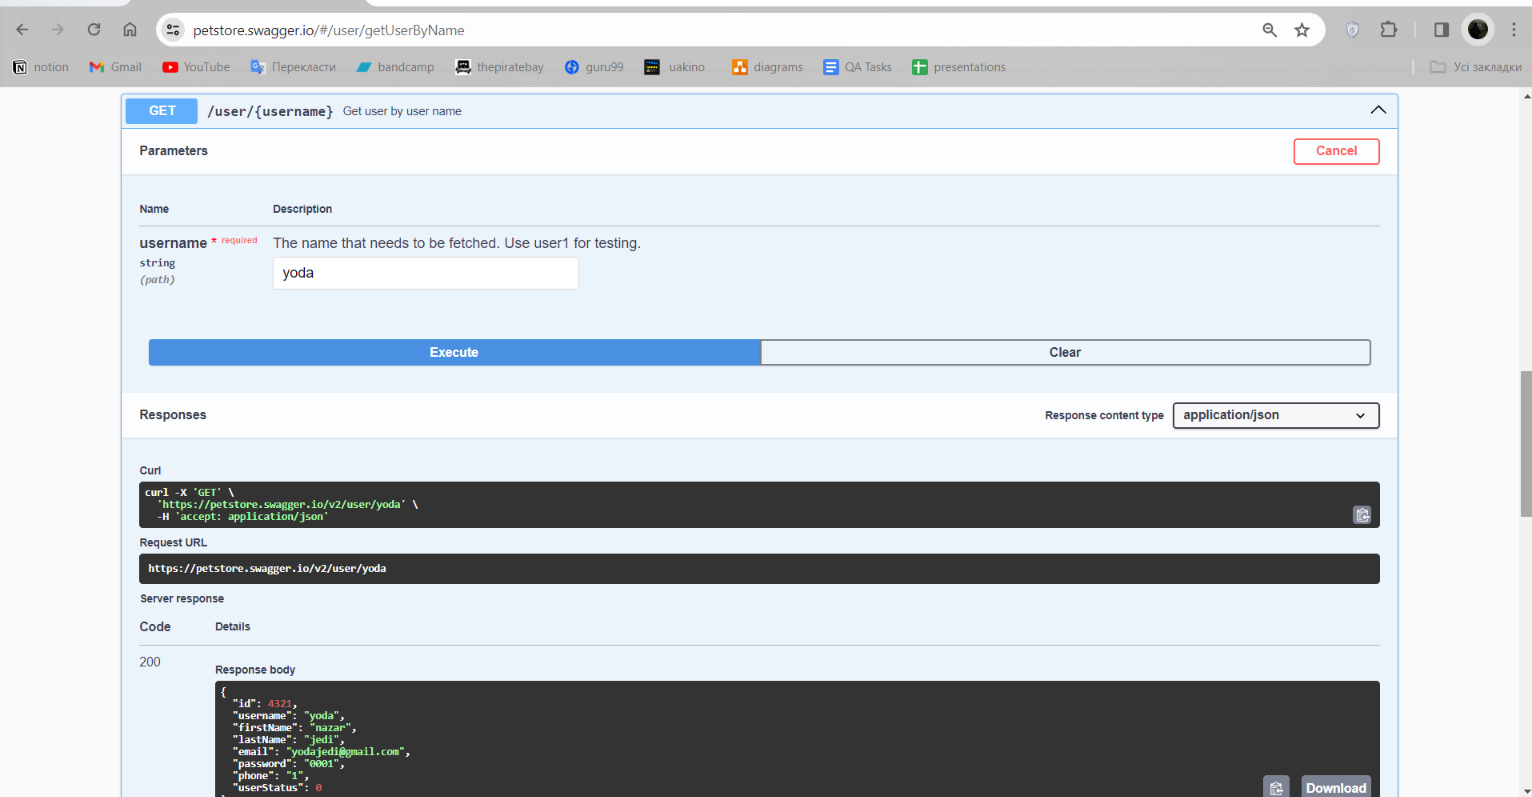 petstore.swagger.io/#/user/getUserByName
notion Gmail YouTube Перекласти bandcamp thepiratebay guru99 uakino diagrams QA Tasks presentations Усі закладки
GET /user/{username} Get user by user name
Parameters Cancel
Name Description
username * required The name that needs to be fetched. Use user1 for testing.
string yoda
(path)
Execute Clear
Responses Response content type application/json
Curl
curl -X 'GET' \
'https://petstore.swagger.io/v2/user/yoda' \
-H 'accept: application/json'
Request URL
https://petstore.swagger.io/v2/user/yoda
Server response
Code Details
200
Response body
{
"id": 4321,
"username": "yoda",
"firstName": "nazar",
"lastName": "jedi",
"email": "yodajedi@gmail.com",
"password": "0001",
"phone": "1",
"userStatus": 0
Download